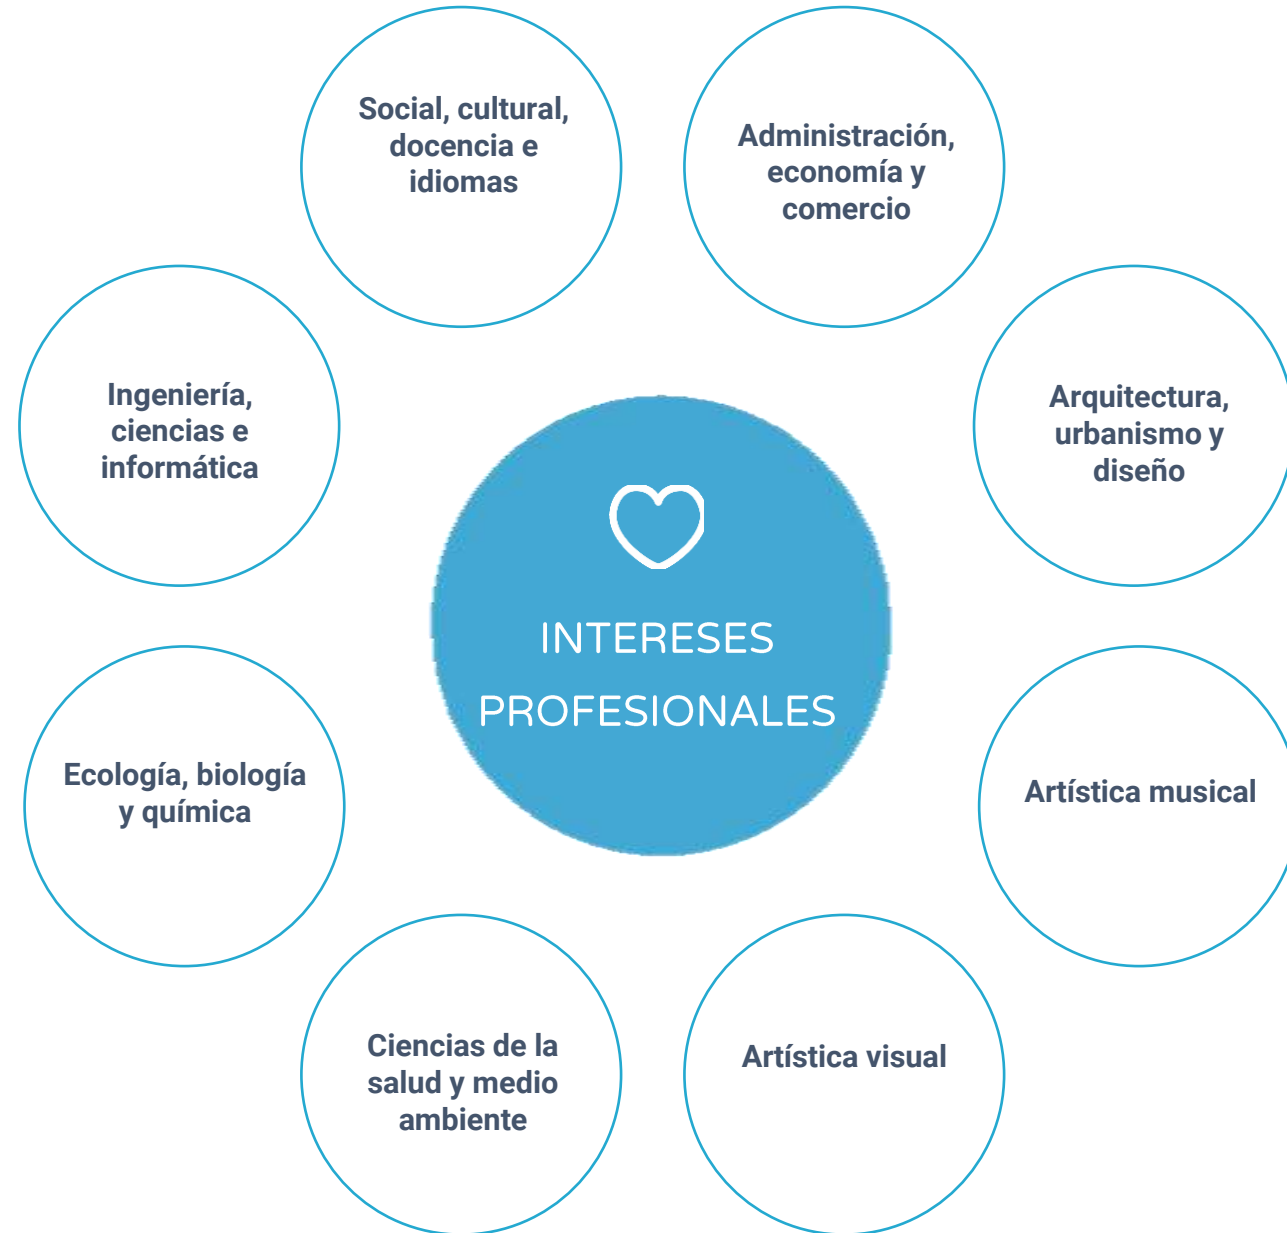 Social, cultural,
docencia e
idiomas
Administración,
economía y
comercio
Ingeniería,
ciencias e
informática
Arquitectura,
urbanismo y
diseño
INTERESES
PROFESIONALES
Ecología, biología
y química
Artística musical
Ciencias de la
salud y medio
ambiente
Artística visual